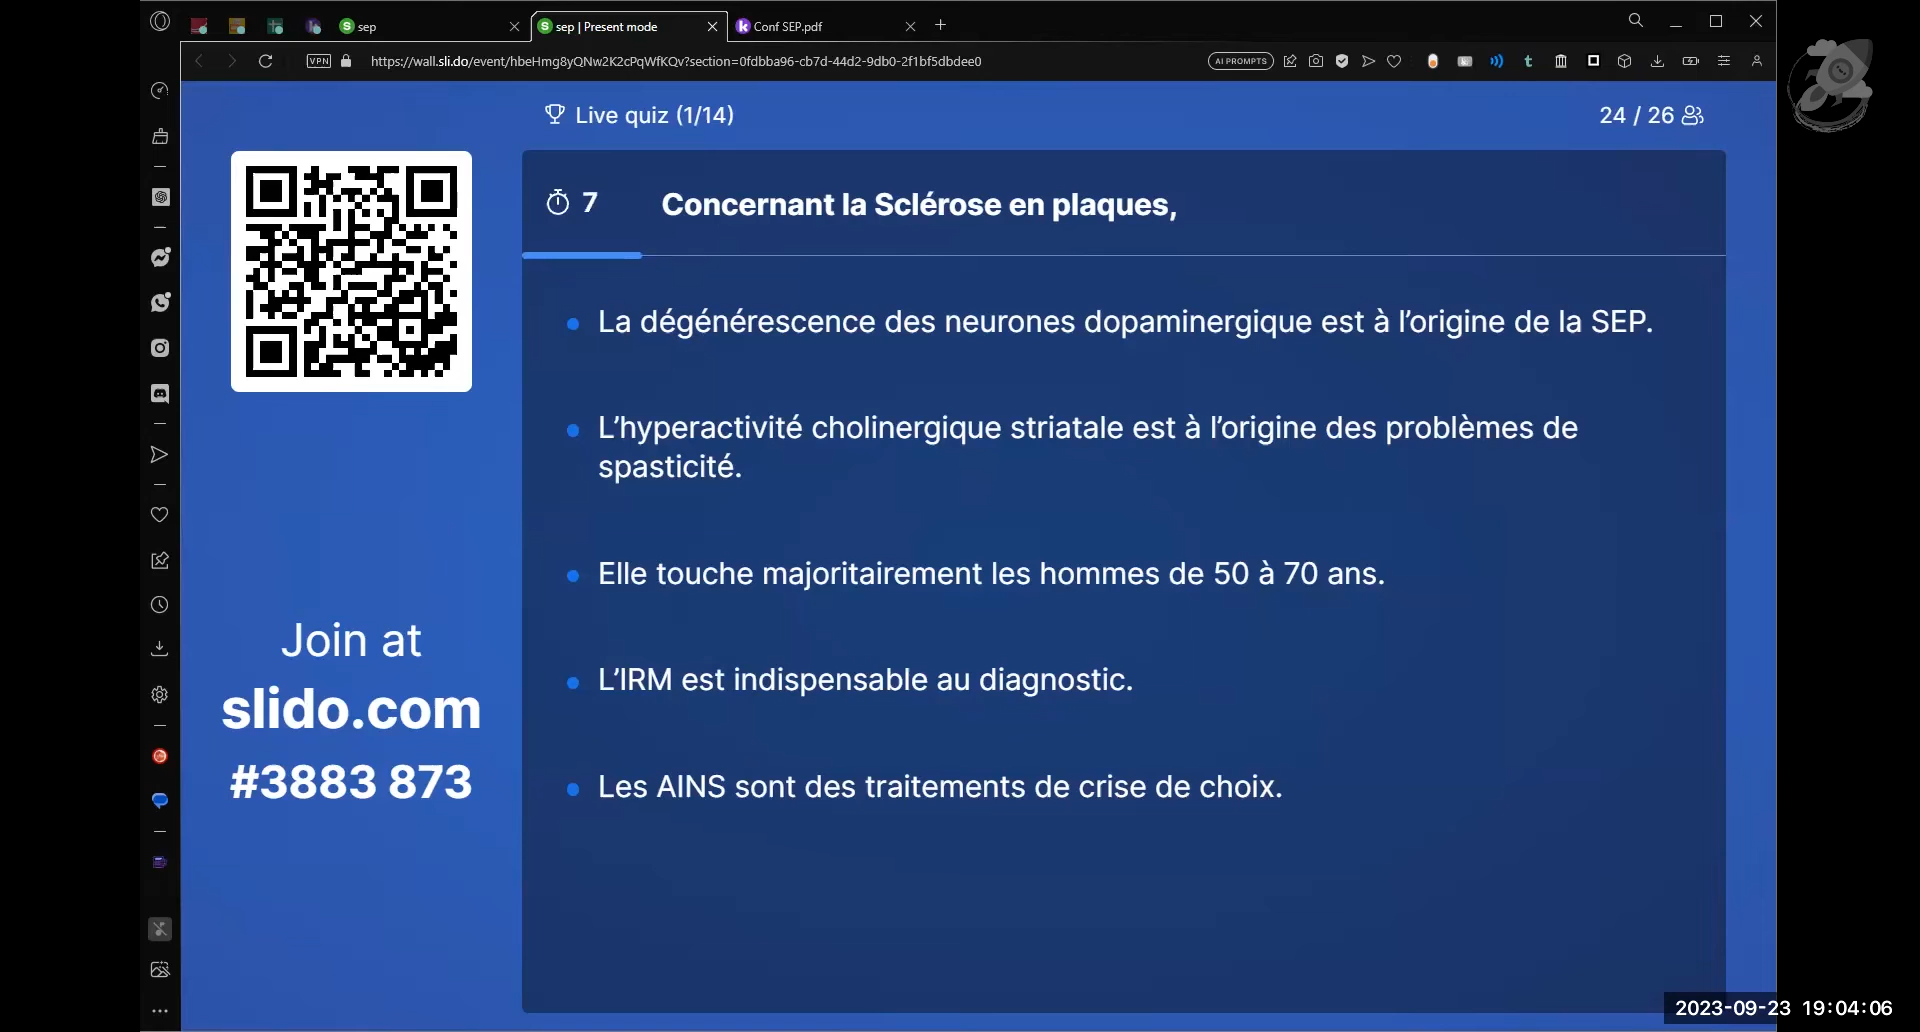 sep
sep | Present mode
Conf SEP.pdf
VPN
https://wall.sli.do/event/hbeHmg8yQNw2K2cPqWfKQv?section=0fdbba96-cb7d-44d2-9db0-2f1bf5dbdee0
AI PROMPTS
Live quiz (1/14)
24 / 26
7
Concernant la Sclérose en plaques,
La dégénérescence des neurones dopaminergique est à l’origine de la SEP.
L’hyperactivité cholinergique striatale est à l’origine des problèmes de
spasticité.
Elle touche majoritairement les hommes de 50 à 70 ans.
L’IRM est indispensable au diagnostic.
Les AINS sont des traitements de crise de choix.
Join at
slido.com
#3883 873
2023-09-23 19:04:06